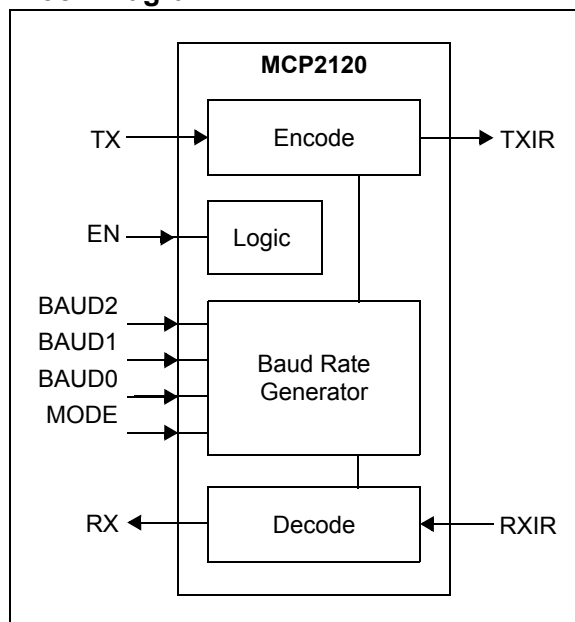 MCP2120
TX
Encode
TXIR
EN
Logic
BAUD2
BAUD1
BAUD0
MODE
Baud Rate
Generator
RX
Decode
RXIR